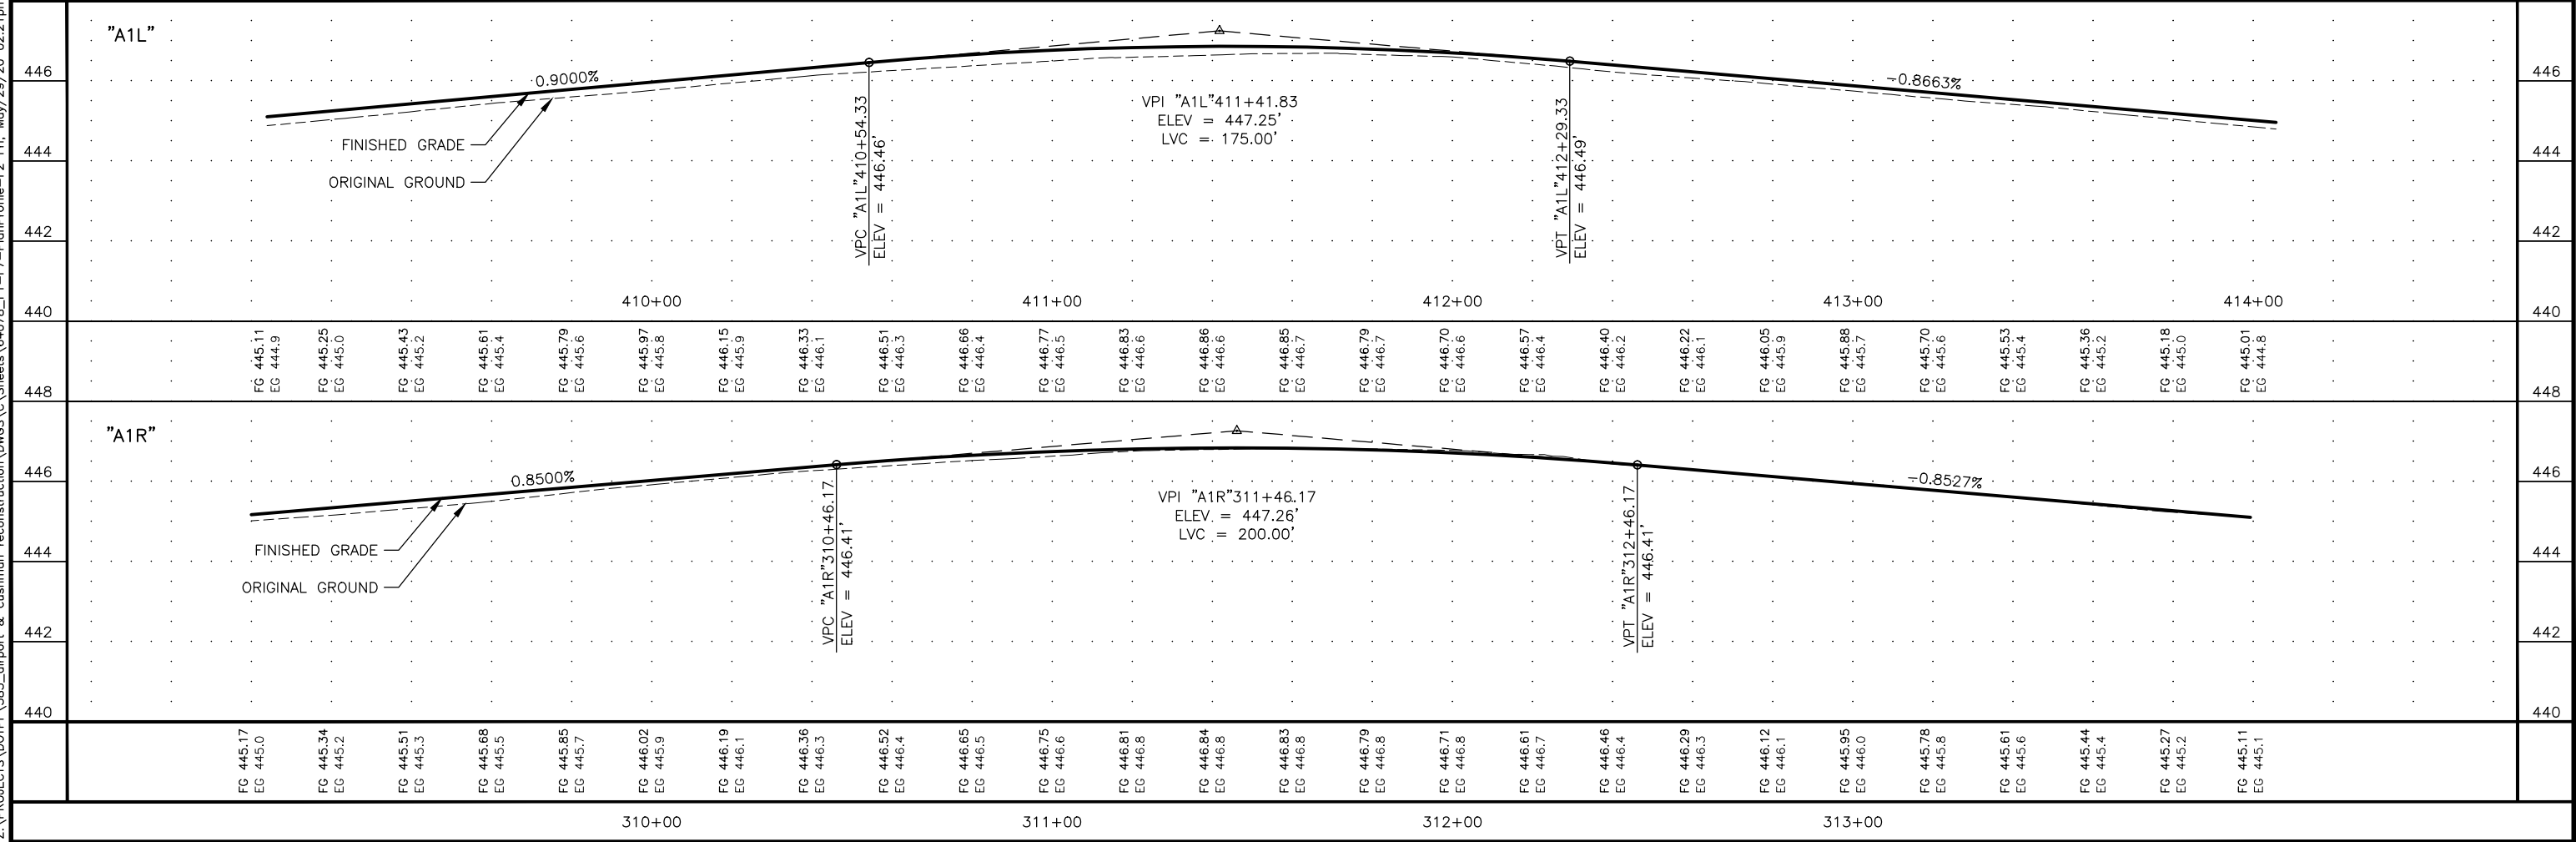 "A1L"
446
444
442
440
0.9000%
FINISHED GRADE
ORIGINAL GROUND
VPC "A1L"410+54.33
ELEV = 446.46'
VPI "A1L"411+41.83
ELEV = 447.25'
LVC = 175.00'
VPT "A1L"412+29.33
ELEV = 446.49'
-0.8663%
446
444
442
440
410+00
411+00
412+00
413+00
414+00
FG 445.11
EG 444.9
FG 445.25
EG 445.0
FG 445.43
EG 445.2
FG 445.61
EG 445.4
FG 445.79
EG 445.6
FG 445.97
EG 445.8
FG 446.15
EG 445.9
FG 446.33
EG 446.1
FG 446.51
EG 446.3
FG 446.66
EG 446.4
FG 446.77
EG 446.5
FG 446.83
EG 446.6
FG 446.86
EG 446.6
FG 446.85
EG 446.7
FG 446.79
EG 446.7
FG 446.70
EG 446.6
FG 446.57
EG 446.4
FG 446.40
EG 446.2
FG 446.22
EG 446.1
FG 446.05
EG 445.9
FG 445.88
EG 445.7
FG 445.70
EG 445.6
FG 445.53
EG 445.4
FG 445.36
EG 445.2
FG 445.18
EG 445.0
FG 445.01
EG 444.8
"A1R"
448
446
444
442
440
0.8500%
FINISHED GRADE
ORIGINAL GROUND
VPC "A1R"310+46.17
ELEV = 446.41'
VPI "A1R"311+46.17
ELEV. = 447.26'
LVC = 200.00'
VPT "A1R"312+46.17
ELEV = 446.41'
-0.8527%
448
446
444
442
440
FG 445.17
EG 445.0
FG 445.34
EG 445.2
FG 445.51
EG 445.3
FG 445.68
EG 445.5
FG 445.85
EG 445.7
FG 446.02
EG 445.9
FG 446.19
EG 446.1
FG 446.36
EG 446.3
FG 446.52
EG 446.4
FG 446.65
EG 446.5
FG 446.75
EG 446.6
FG 446.81
EG 446.8
FG 446.84
EG 446.8
FG 446.83
EG 446.8
FG 446.79
EG 446.8
FG 446.71
EG 446.8
FG 446.61
EG 446.7
FG 446.46
EG 446.4
FG 446.29
EG 446.3
FG 446.12
EG 446.1
FG 445.95
EG 446.0
FG 445.78
EG 445.8
FG 445.61
EG 445.6
FG 445.44
EG 445.4
FG 445.27
EG 445.2
FG 445.11
EG 445.1
310+00
311+00
312+00
313+00